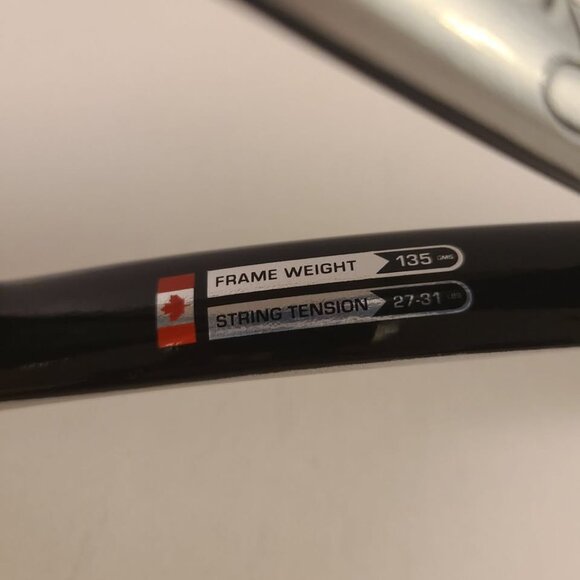 FRAME WEIGHT 135 GMS
STRING TENSION 27-31 LBS